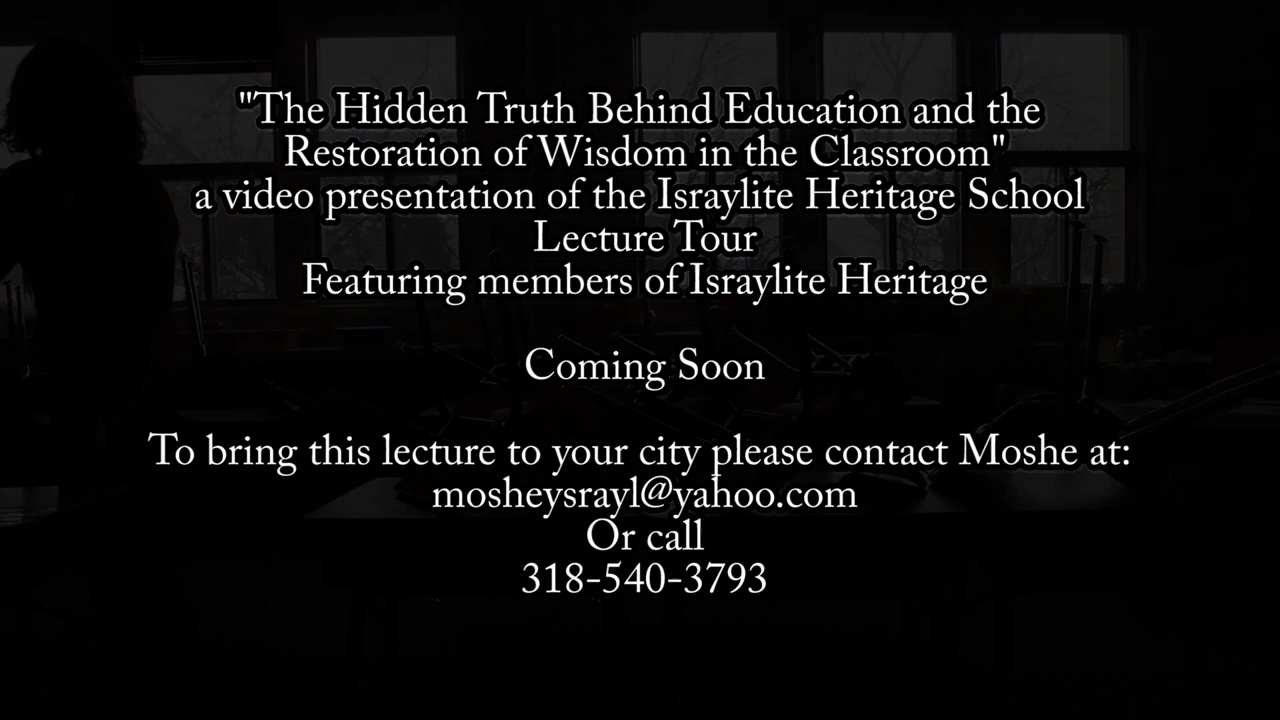 "The Hidden Truth Behind Education and the
Restoration of Wisdom in the Classroom"
a video presentation of the Israylite Heritage School
Lecture Tour
Featuring members of Israylite Heritage
Coming Soon
To bring this lecture to your city please contact Moshe at:
mosheysrayl@yahoo.com
Or call
318-540-3793